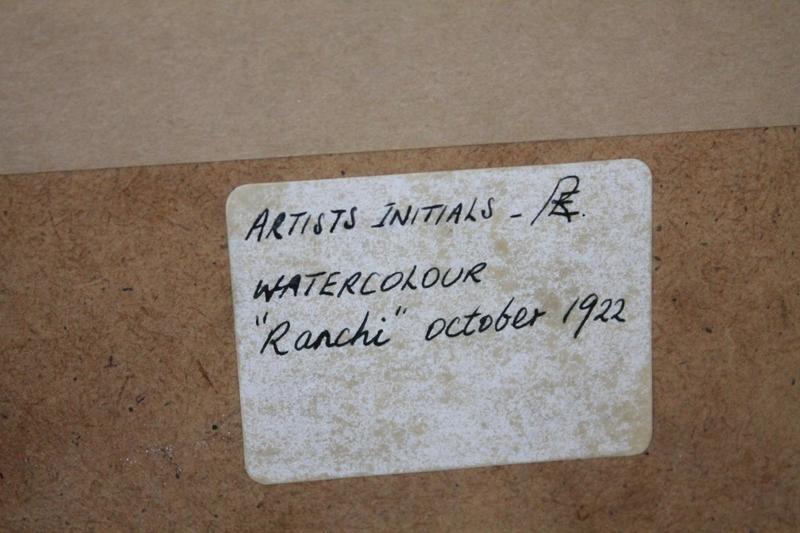 ARTISTS INITIALS -
WATERCOLOUR
"Ranchi" october 1922